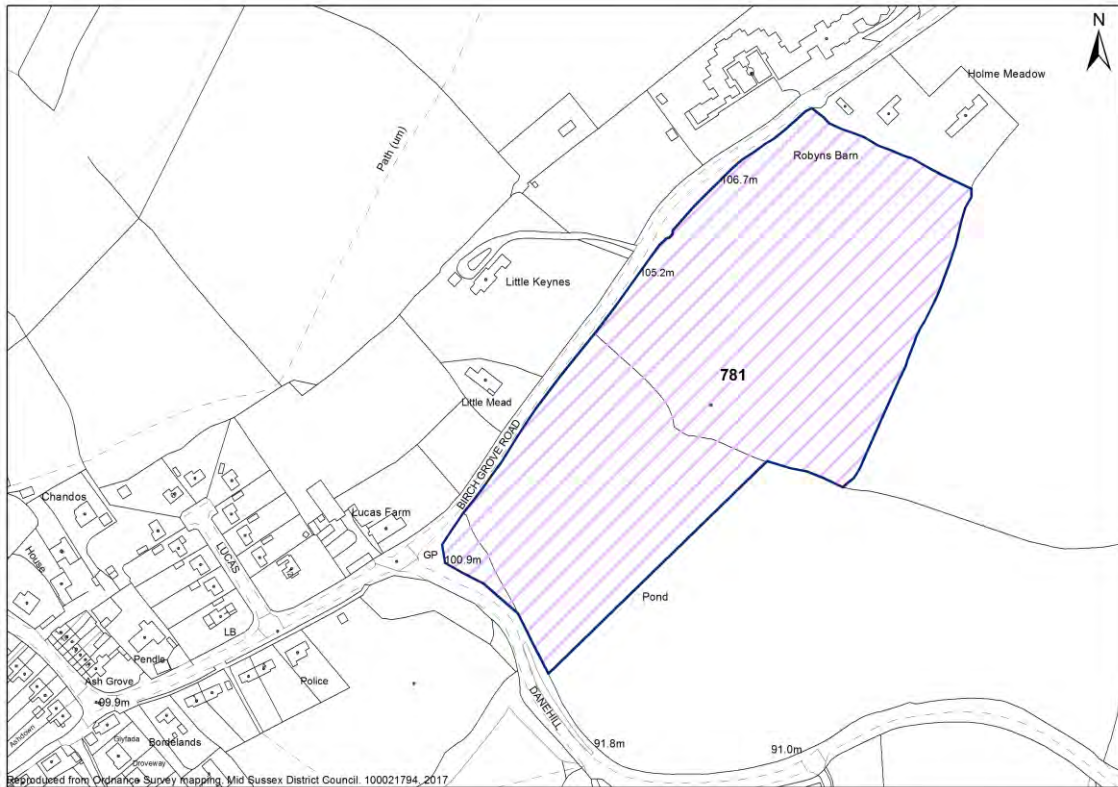 N
Holme Meadow
Path (um)
Robyns Barn
106.7m
105.2m
Little Keynes
781
Little Mead
BIRCH GROVE ROAD
Chandos
Lucas Farm
House
LUCAS
GP
100.9m
Pond
LB
Pendle
Ash Grove
Police
99.9m
DANEHILL
Ashdown
Glyfada
Bordelands
Droveway
91.8m
91.0m
Reproduced from Ordnance Survey mapping. Mid Sussex District Council. 100021794, 2017